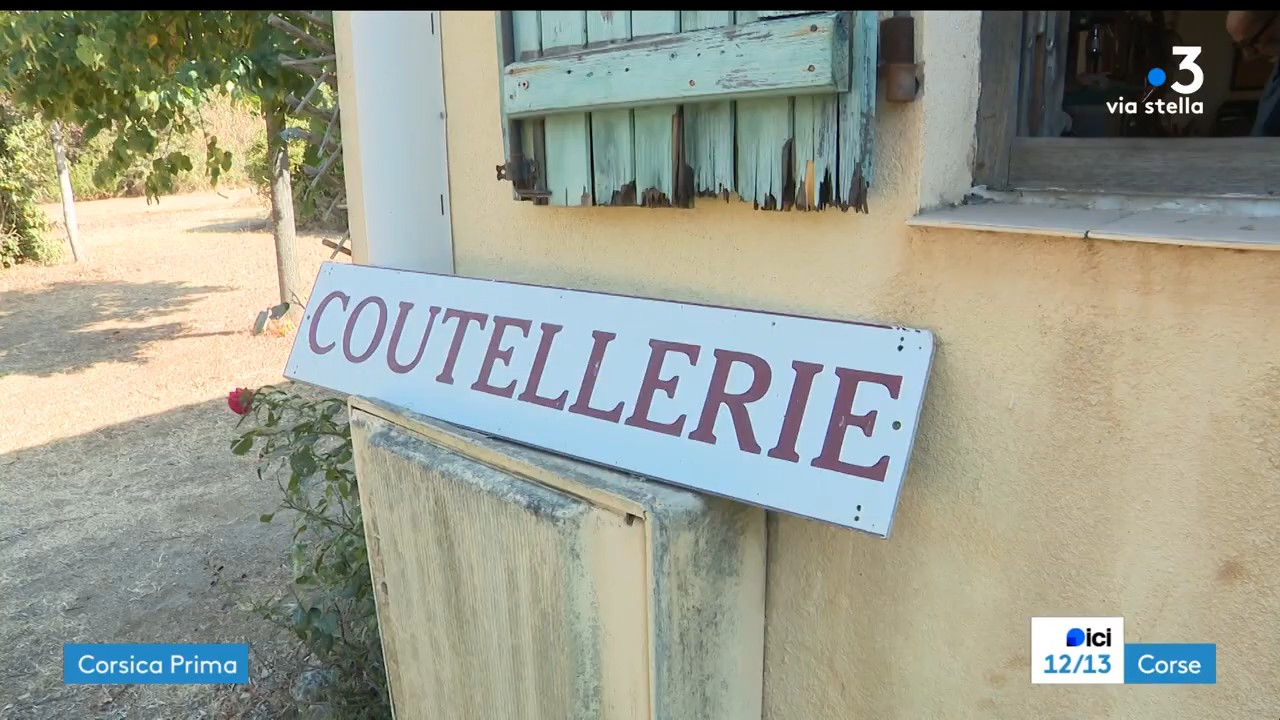 3
via stella
COUTELLERIE
Corsica Prima
ici
12/13
Corse